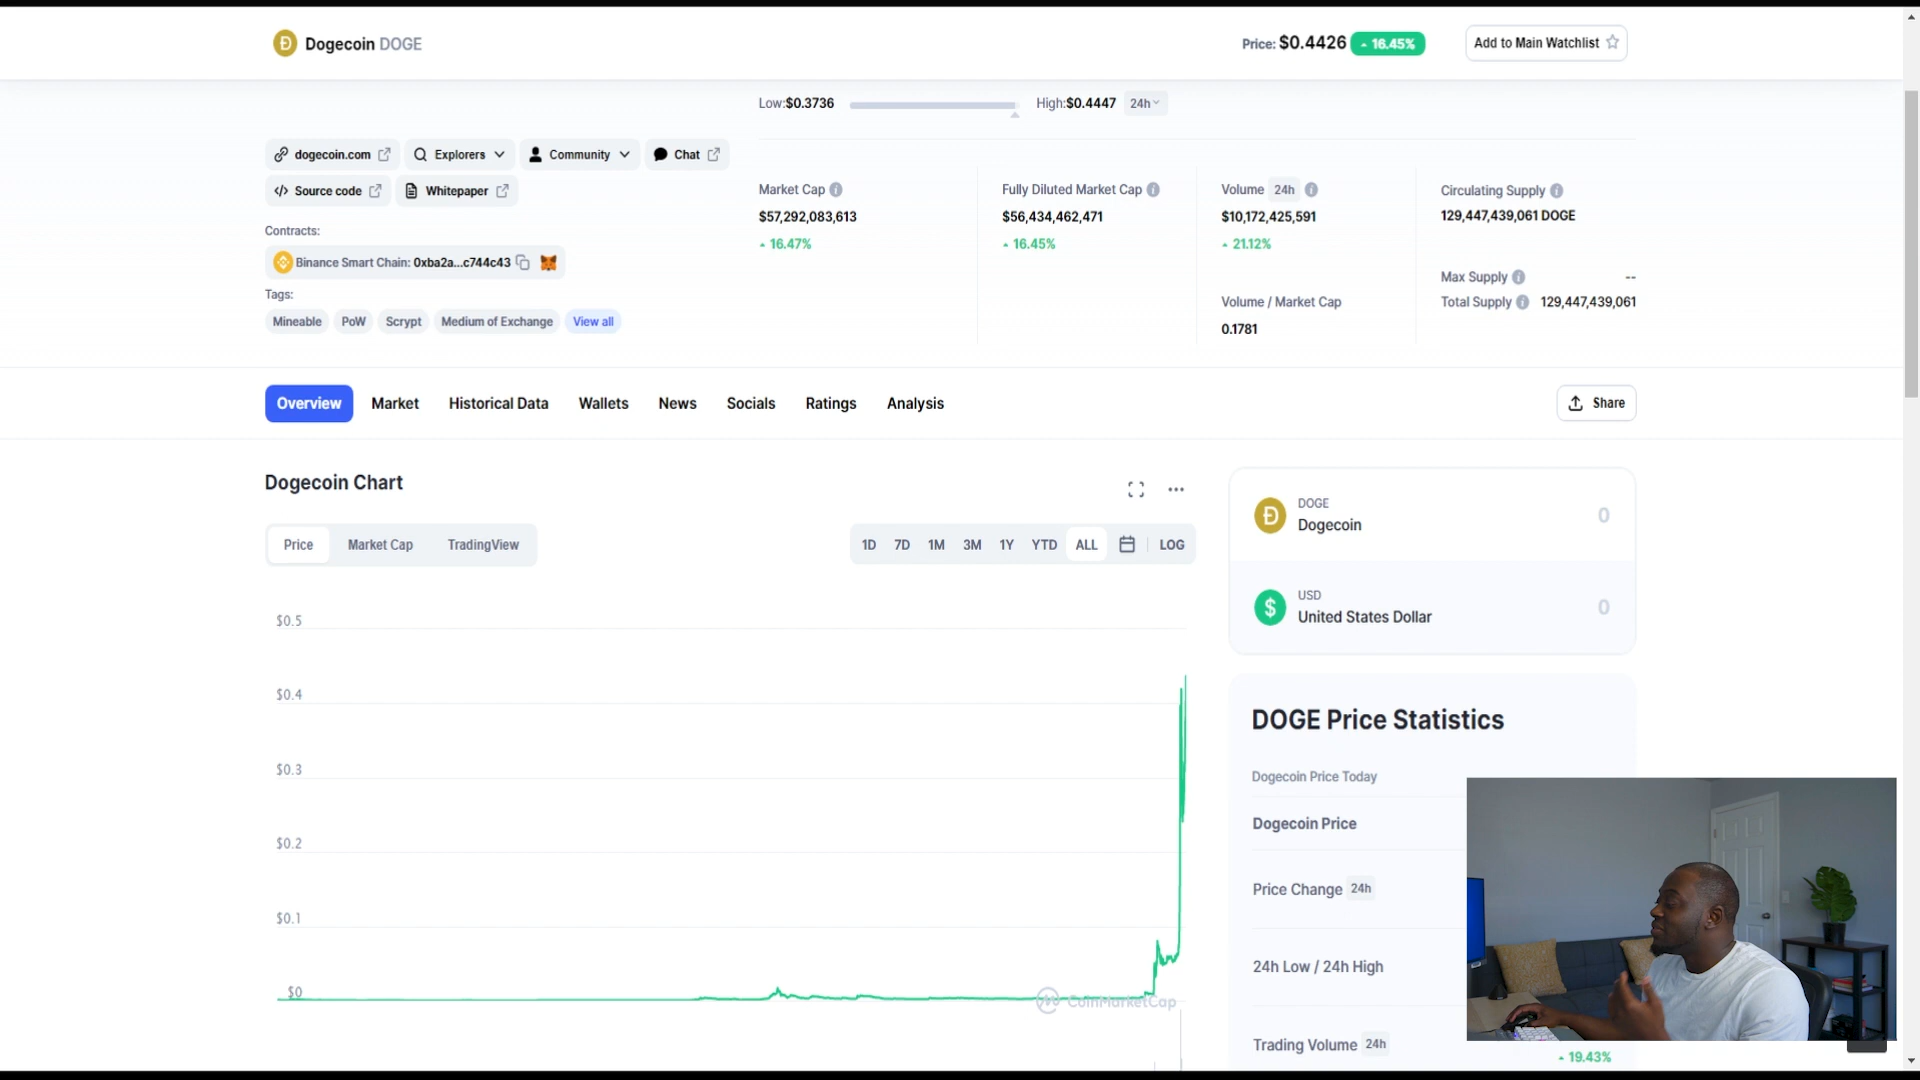 Dogecoin DOGE
Price: $0.4426 16.45%
Add to Main Watchlist
Low:$0.3736 High:$0.4447 24h
dogecoin.com Explorers Community Chat
Source code Whitepaper
Contracts:
Binance Smart Chain: 0xba2a...c744c43
Tags:
Mineable PoW Scrypt Medium of Exchange View all
Market Cap
$57,292,083,613
16.47%
Fully Diluted Market Cap
$56,434,462,471
16.45%
Volume 24h
$10,172,425,591
21.12%
Volume / Market Cap
0.1781
Circulating Supply
129,447,439,061 DOGE
Max Supply --
Total Supply 129,447,439,061
Overview Market Historical Data Wallets News Socials Ratings Analysis
Share
Dogecoin Chart
Price Market Cap TradingView
1D 7D 1M 3M 1Y YTD ALL LOG
$0.5
$0.4
$0.3
$0.2
$0.1
$0
CoinMarketCap
DOGE
Dogecoin 0
USD
United States Dollar 0
DOGE Price Statistics
Dogecoin Price Today
Dogecoin Price
Price Change 24h
24h Low / 24h High
Trading Volume 24h
19.43%